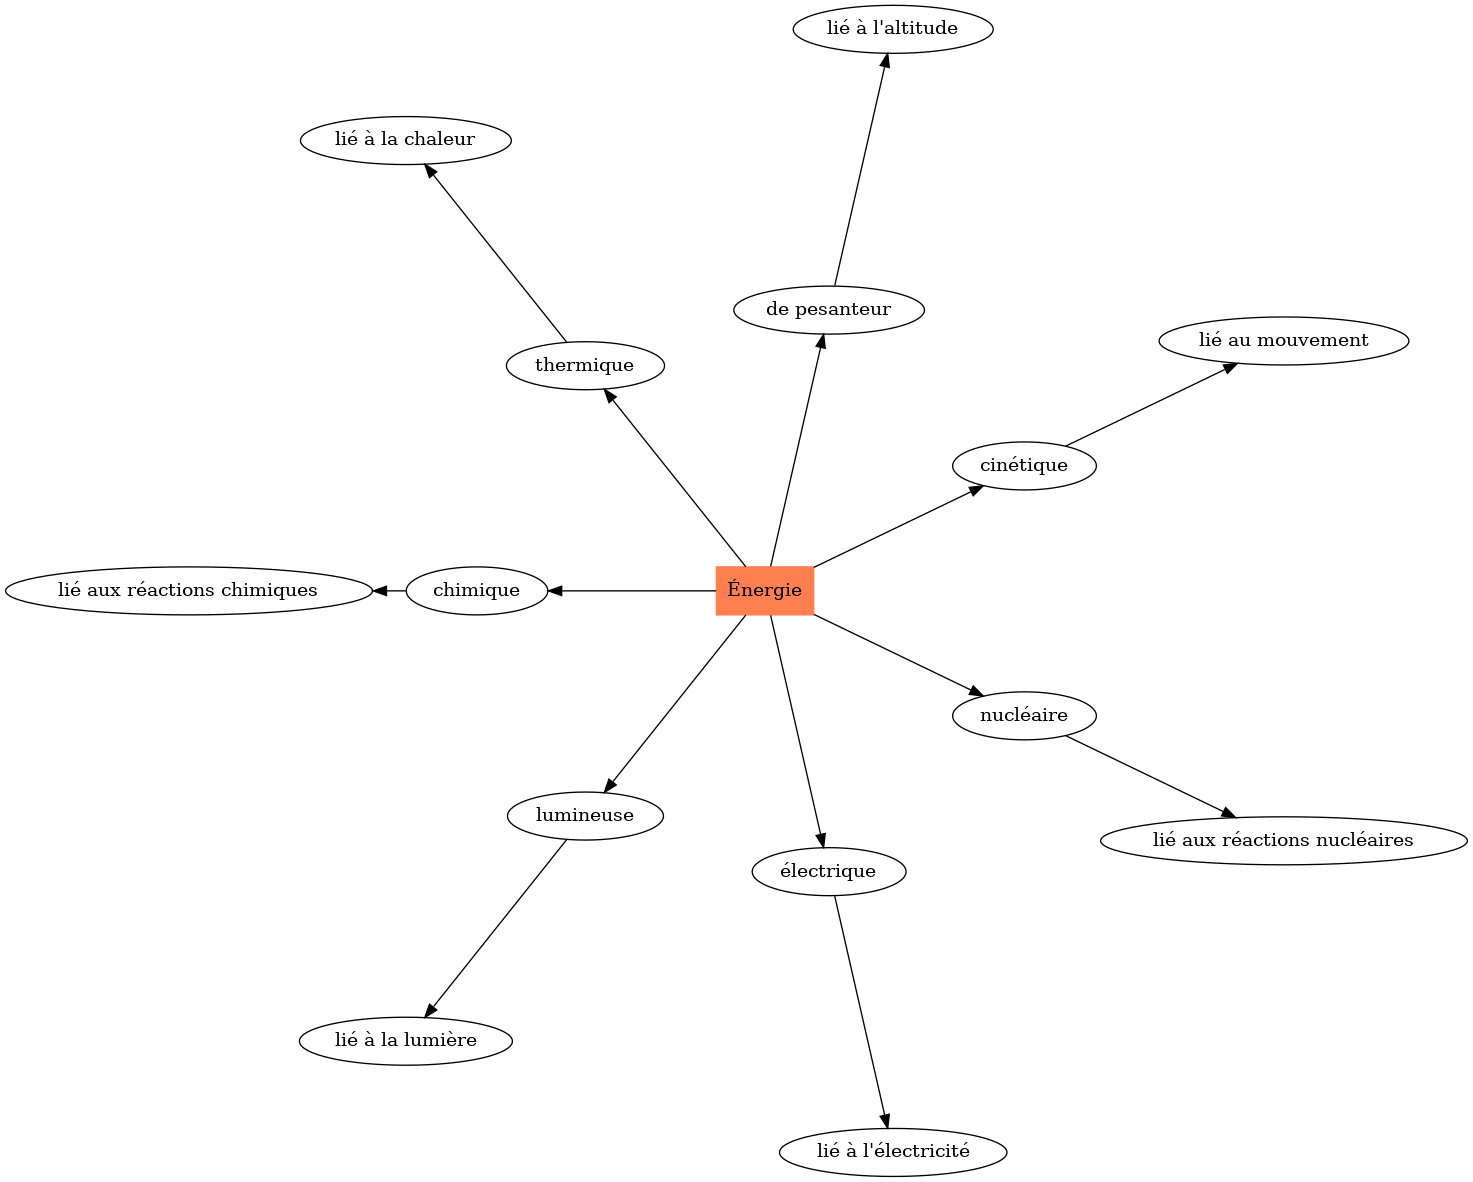 lié à l'altitude
lié à la chaleur
de pesanteur
lié au mouvement
thermique
cinétique
lié aux réactions chimiques
chimique
Énergie
nucléaire
lumineuse
lié aux réactions nucléaires
électrique
lié à la lumière
lié à l'électricité